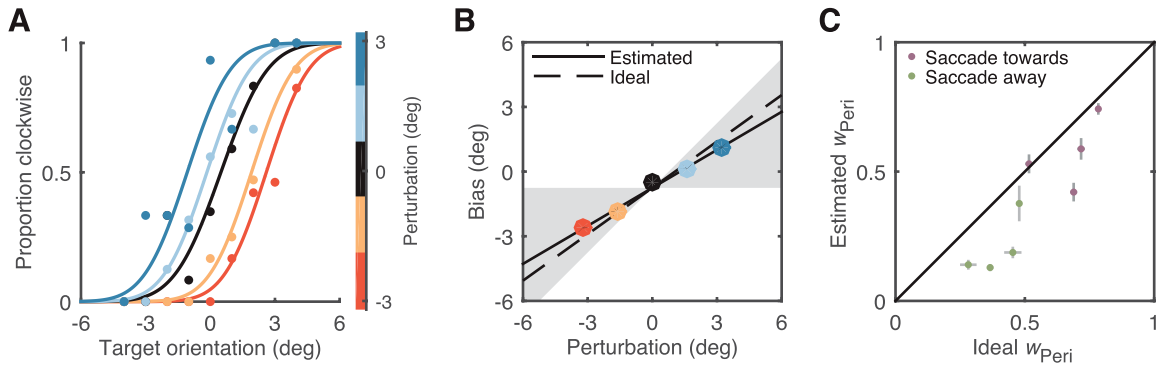 A
Proportion clockwise
1
0.5
0
-6
-3
0
3
6
Target orientation (deg)
3
0
-3
Perturbation (deg)
B
Bias (deg)
6
3
0
-3
-6
Estimated
Ideal
-6
-3
0
3
6
Perturbation (deg)
C
Estimated wPeri
1
0.5
0
Saccade towards
Saccade away
0
0.5
1
Ideal wPeri